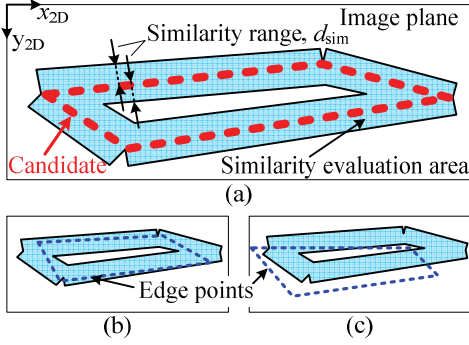 x2D
y2D
Image plane
Similarity range, dsim
Candidate
Similarity evaluation area
(a)
Edge points
(b)
(c)